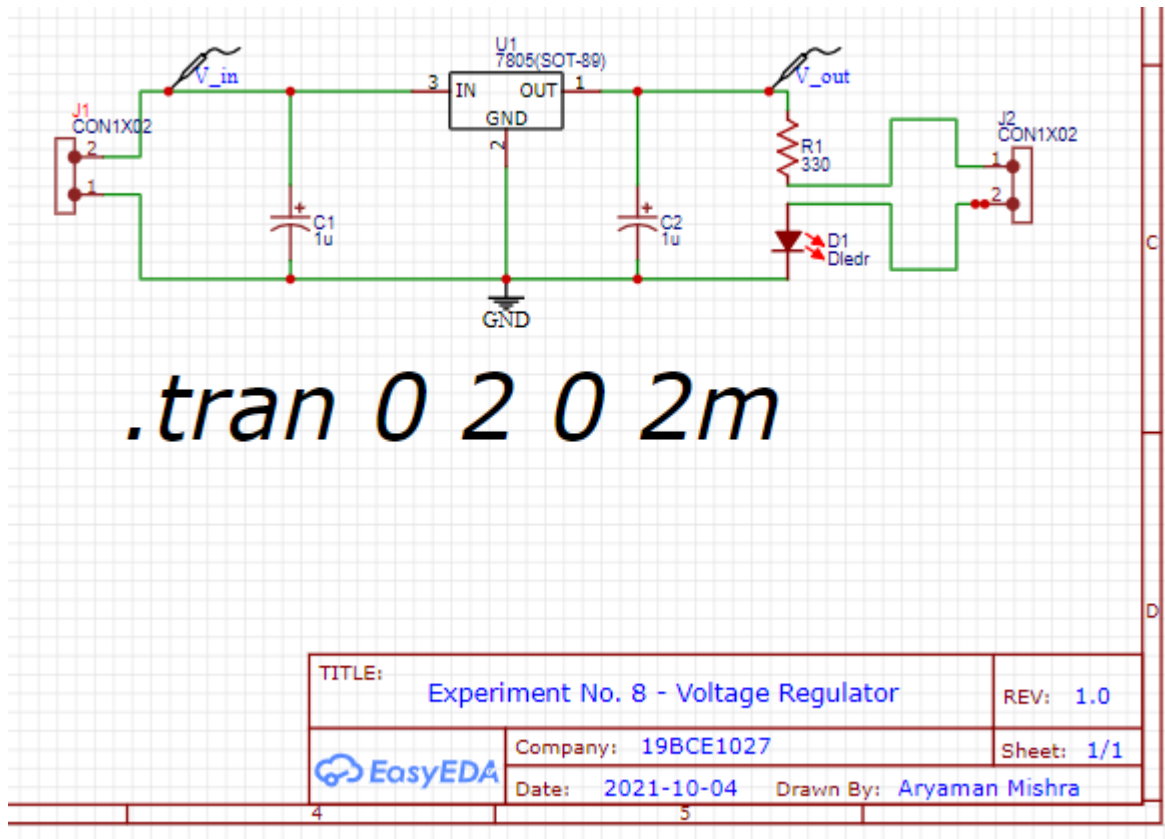 V_in
J1
CON1X02
2
1
U1
7805(SOT-89)
3 IN OUT 1
GND
2
C1
1u
GND
C2
1u
V_out
R1
330
D1
Dledr
J2
CON1X02
1
2
C
.tran 0 2 0 2m
D
TITLE:
Experiment No. 8 - Voltage Regulator
REV: 1.0
EasyEDA
Company: 19BCE1027
Sheet: 1/1
Date: 2021-10-04 Drawn By: Aryaman Mishra
4 5